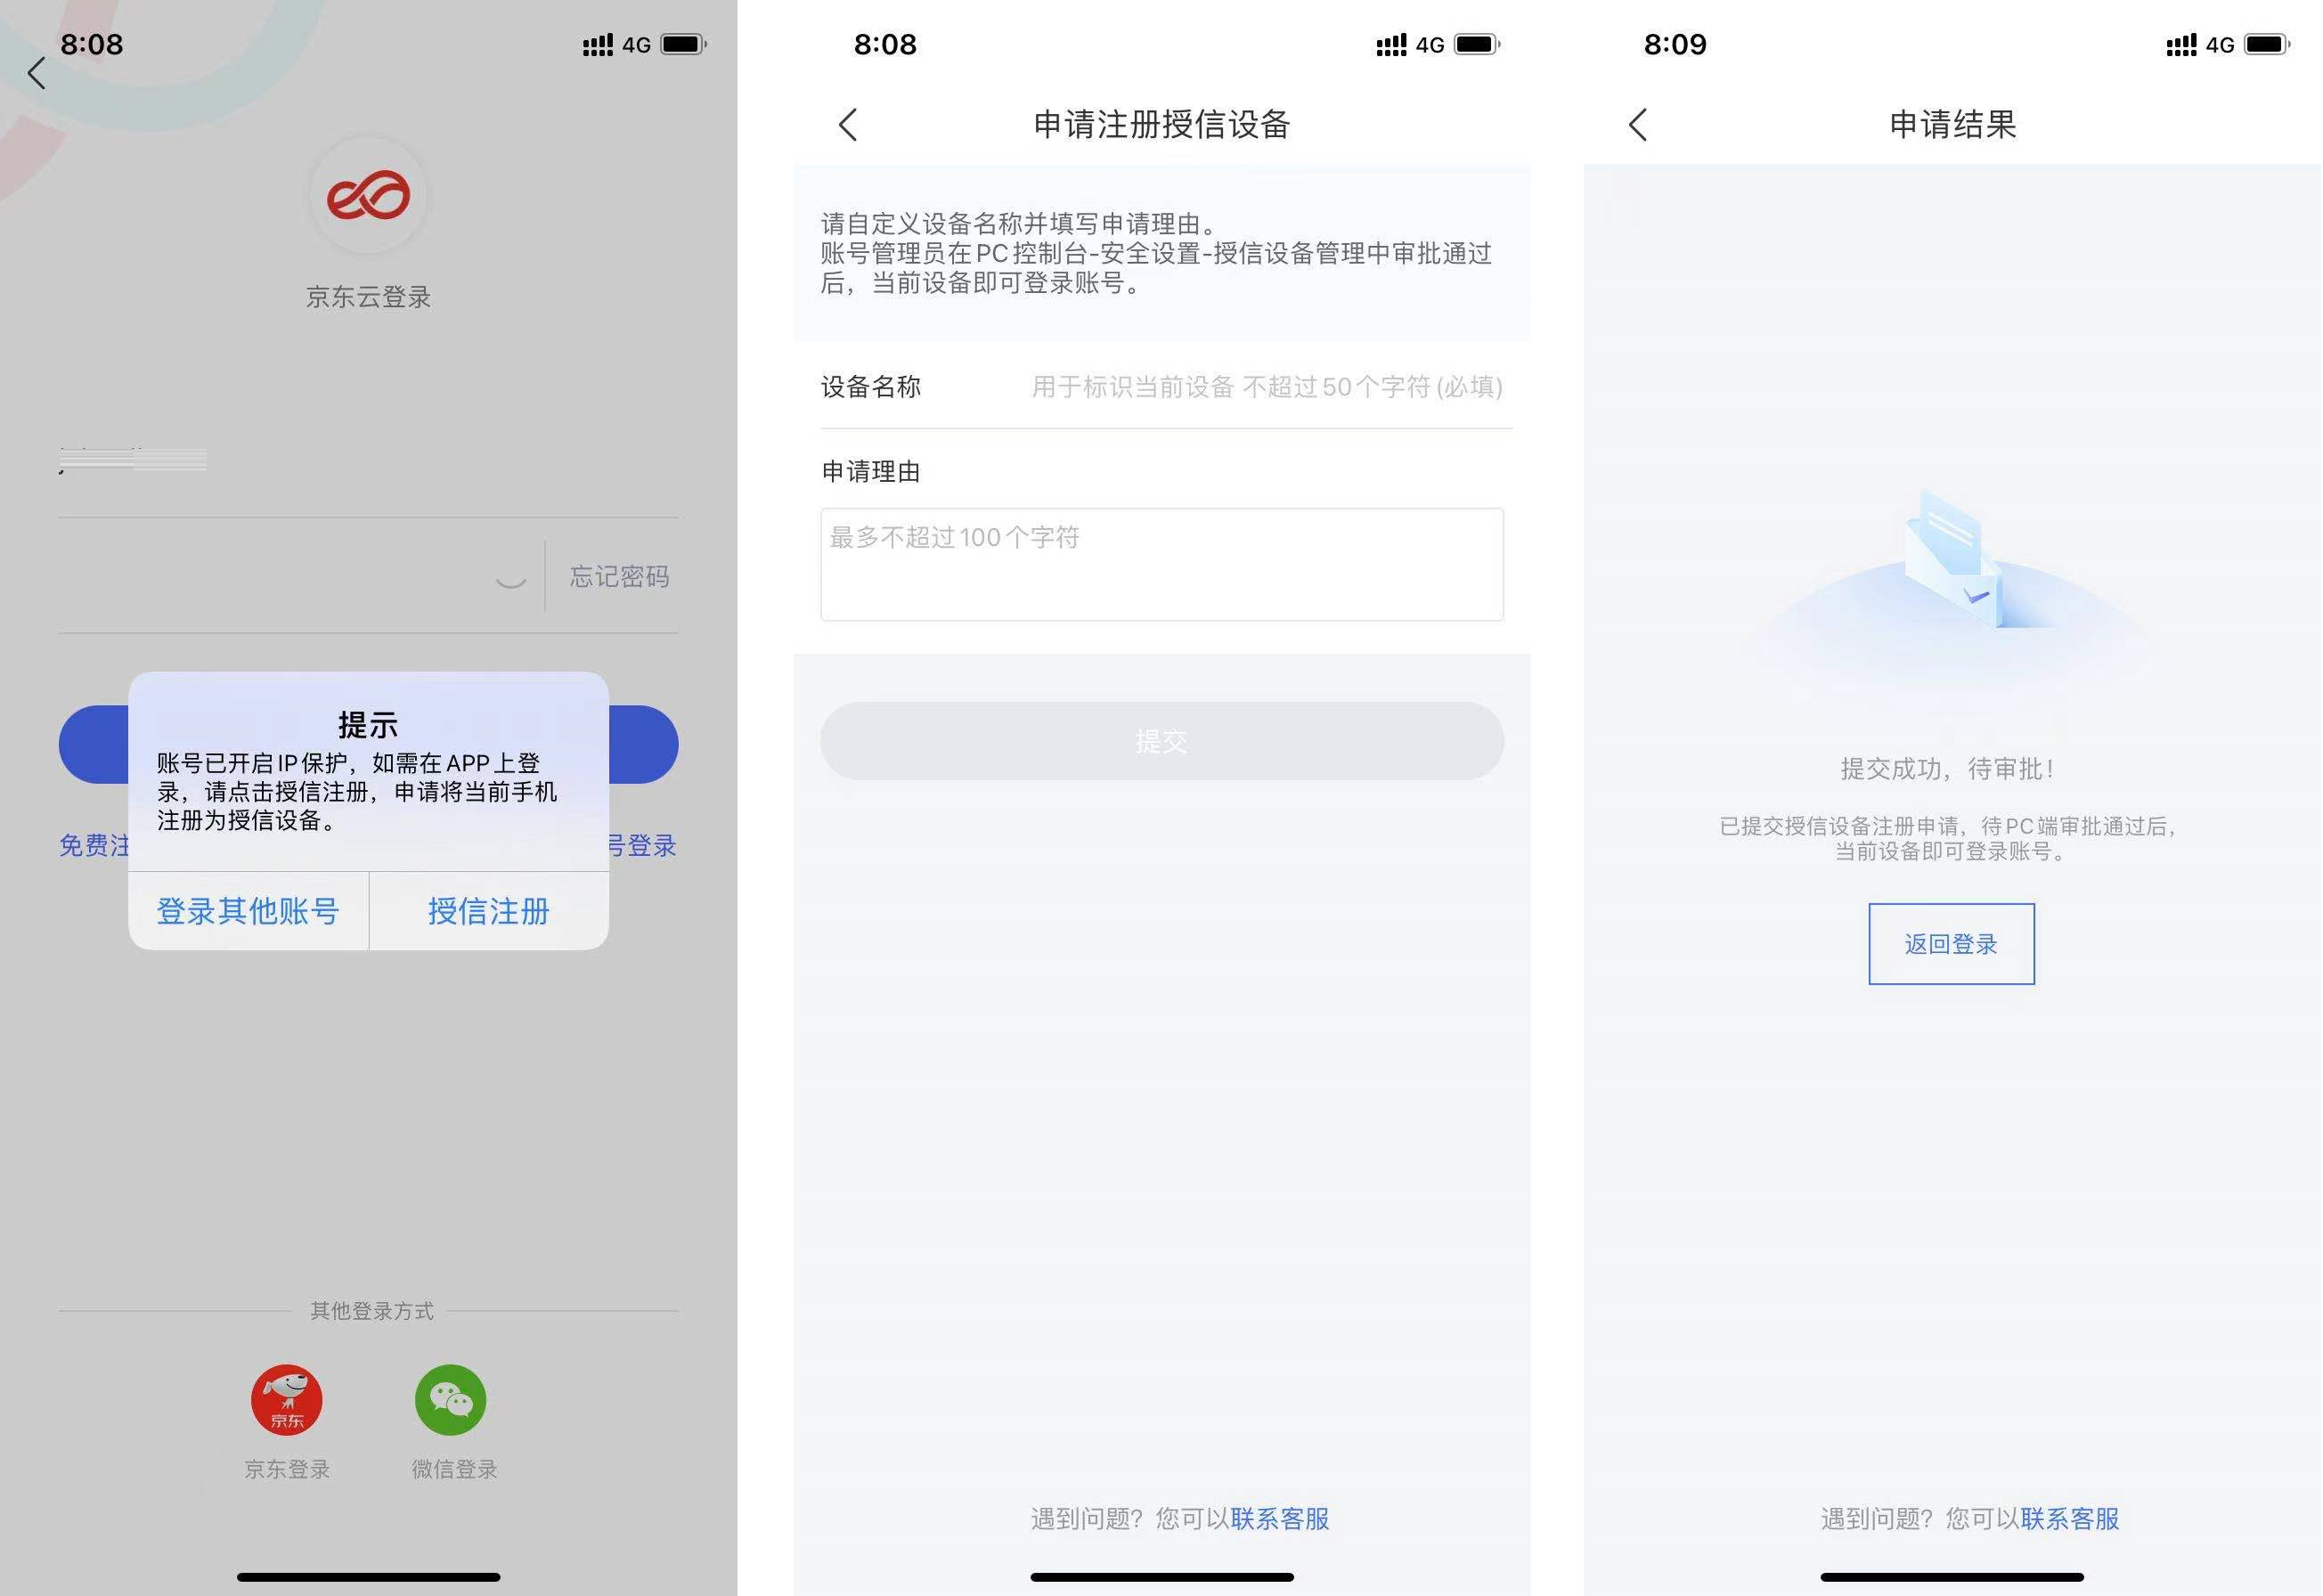 8:08
4G
京东云登录
忘记密码
提示
账号已开启IP保护，如需在APP上登
录，请点击授信注册，申请将当前手机
注册为授信设备。
免费注
号登录
登录其他账号
授信注册
其他登录方式
京东
京东登录
微信登录
8:08
4G
申请注册授信设备
请自定义设备名称并填写申请理由。
账号管理员在PC控制台-安全设置-授信设备管理中审批通过
后，当前设备即可登录账号。
设备名称
用于标识当前设备 不超过50个字符(必填)
申请理由
最多不超过100个字符
提交
遇到问题？您可以联系客服
8:09
4G
申请结果
提交成功，待审批！
已提交授信设备注册申请，待PC端审批通过后，
当前设备即可登录账号。
返回登录
遇到问题？您可以联系客服